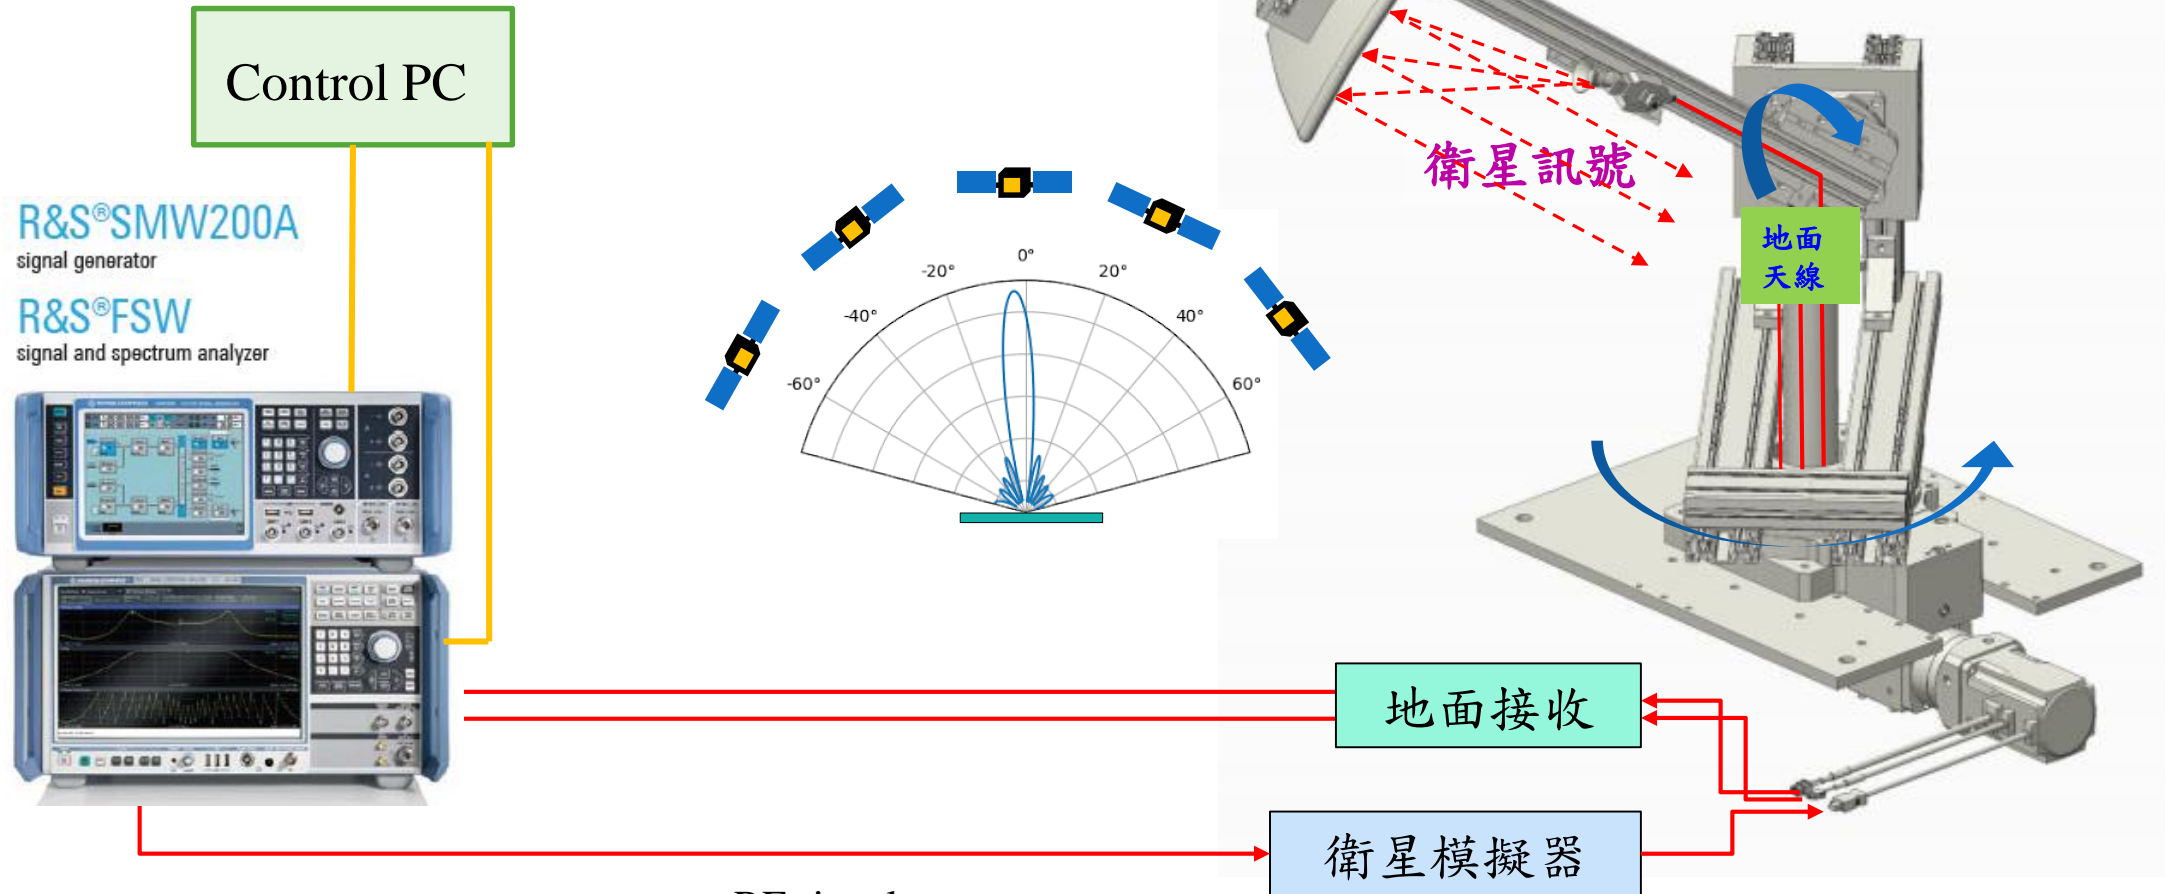 Control PC
R&S®SMW200A
signal generator
R&S®FSW
signal and spectrum analyzer
衛星訊號
地面
天線
0°
-20°
20°
-40°
40°
-60°
60°
地面接收
衛星模擬器